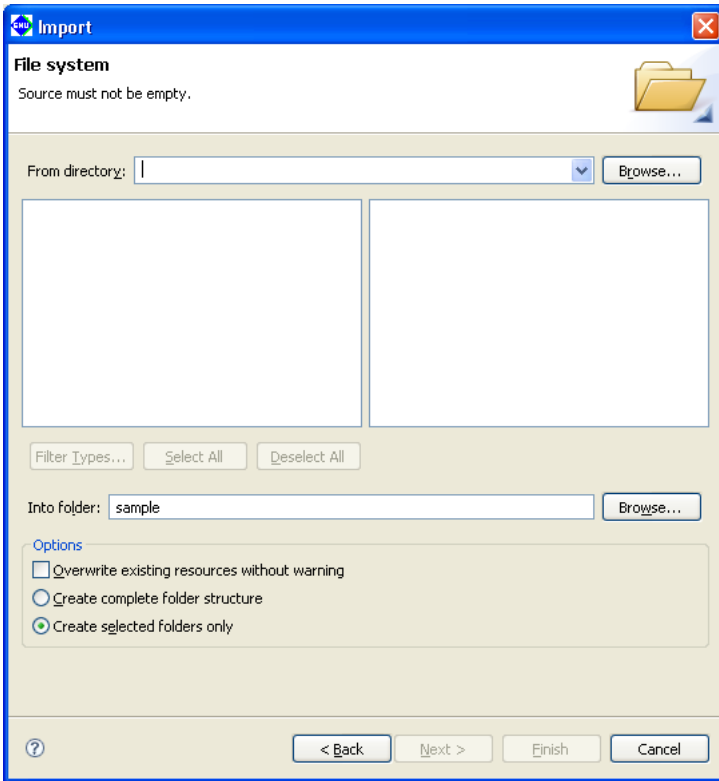 GNU Import
File system
Source must not be empty.
From directory:
Browse...
Filter Types... Select All Deselect All
Into folder: sample Browse...
Options
Overwrite existing resources without warning
Create complete folder structure
Create selected folders only
? < Back Next > Finish Cancel